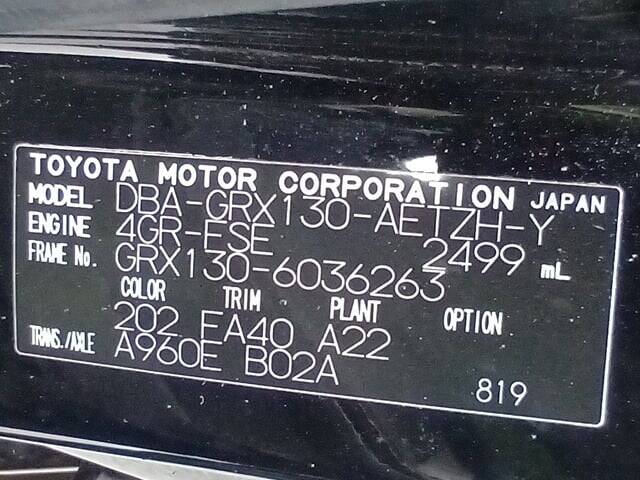 TOYOTA MOTOR CORPORATION JAPAN
MODEL DBA-GRX130-AETZH-Y
ENGINE 4GR-FSE 2499 mL
FRAME No. GRX130-6036263
COLOR TRIM PLANT OPTION
202 FA40 A22
TRANS./AXLE A960E B02A
819